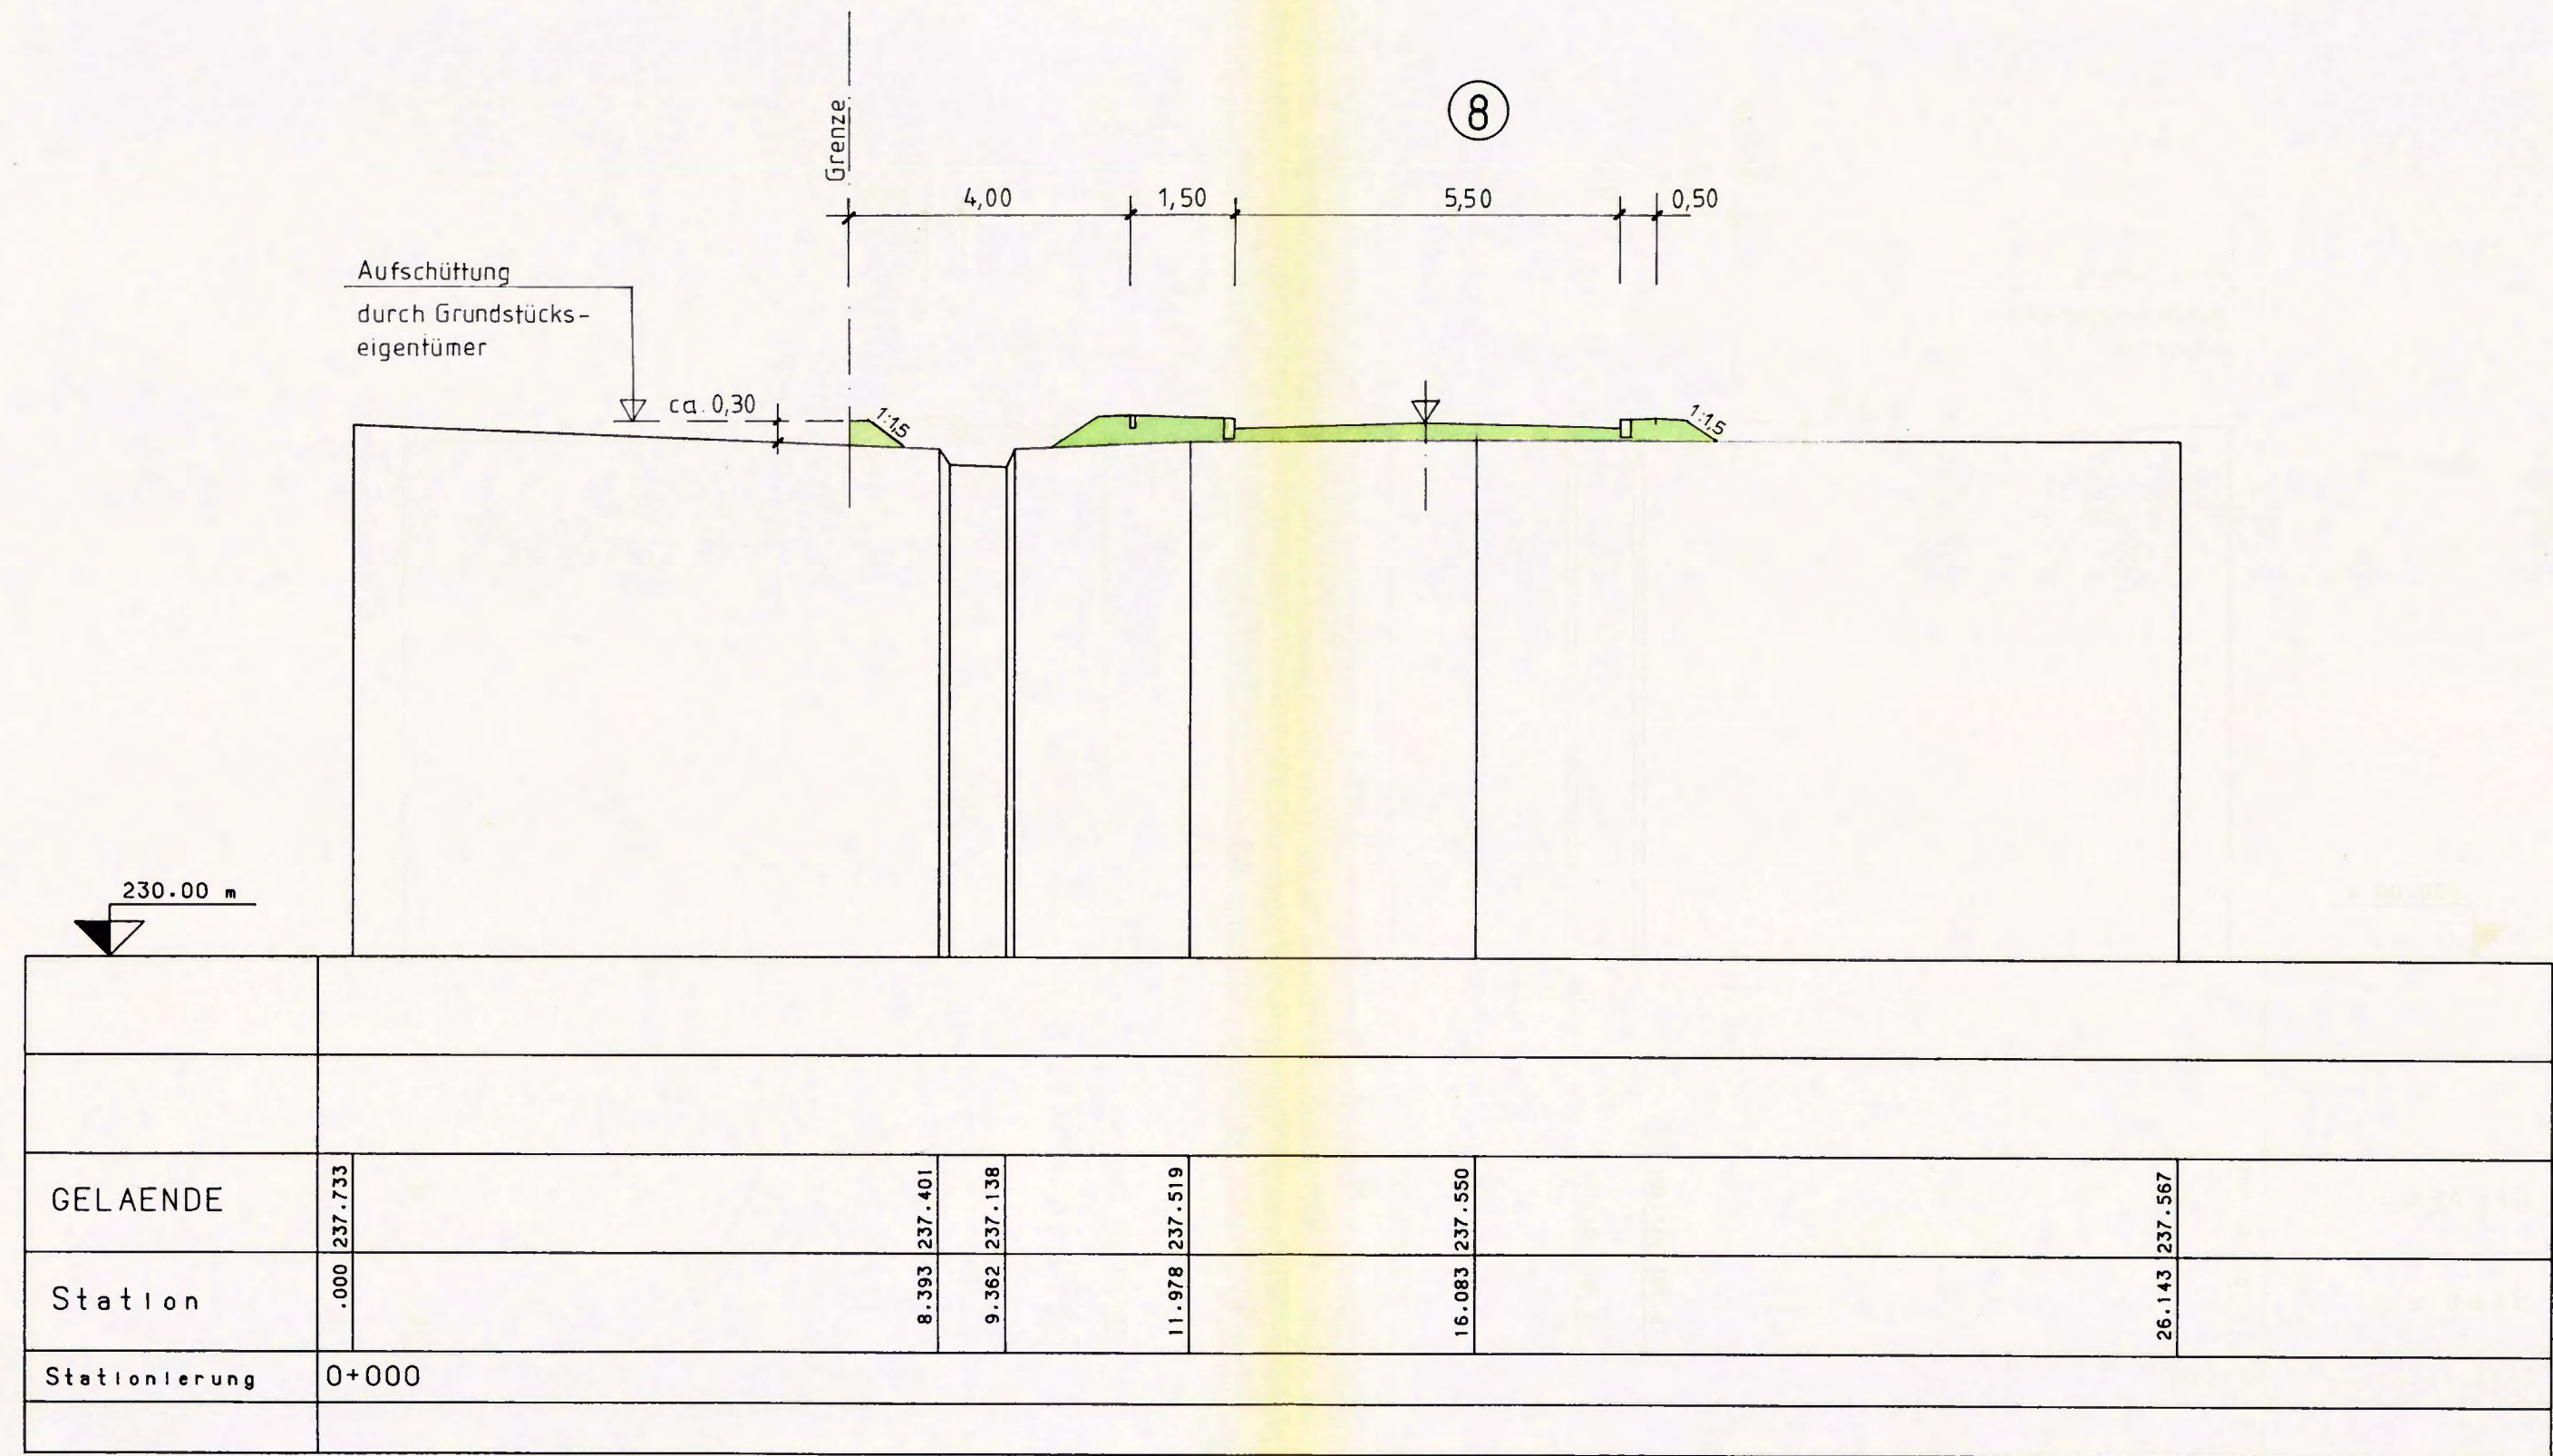 8
Grenze
4,00 1,50 5,50 0,50
Aufschüttung
durch Grundstücks-
eigentümer
ca. 0,30
1:1,5
1:1,5
230.00 m
GELAENDE 237.733 237.401 237.138 237.519 237.550 237.567
Station .000 8.393 9.362 11.978 16.083 26.143
Stationierung 0+000